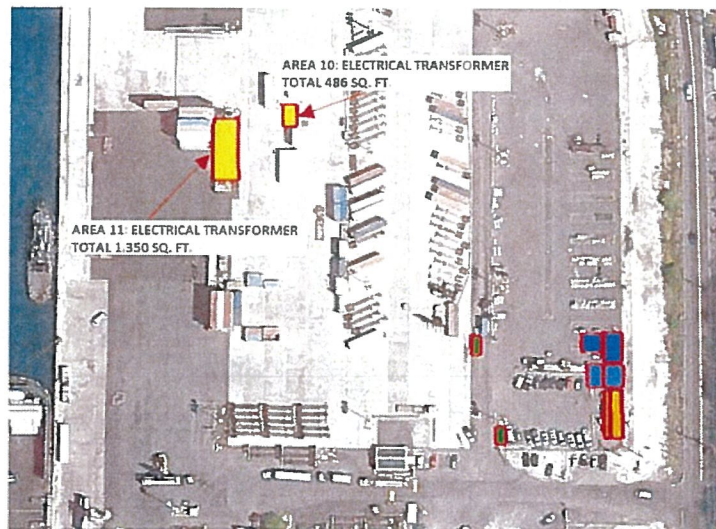 AREA 10: ELECTRICAL TRANSFORMER
TOTAL 486 SQ. FT.
AREA 11: ELECTRICAL TRANSFORMER
TOTAL 1,350 SQ. FT.